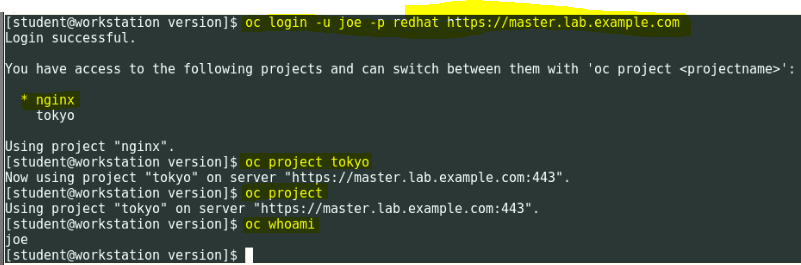 [student@workstation version]$ oc login -u joe -p redhat https://master.lab.example.com
Login successful.
You have access to the following projects and can switch between them with 'oc project <projectname>':
* nginx
tokyo
Using project "nginx".
[student@workstation version]$ oc project tokyo
Now using project "tokyo" on server "https://master.lab.example.com:443".
[student@workstation version]$ oc project
Using project "tokyo" on server "https://master.lab.example.com:443".
[student@workstation version]$ oc whoami
joe
[student@workstation version]$